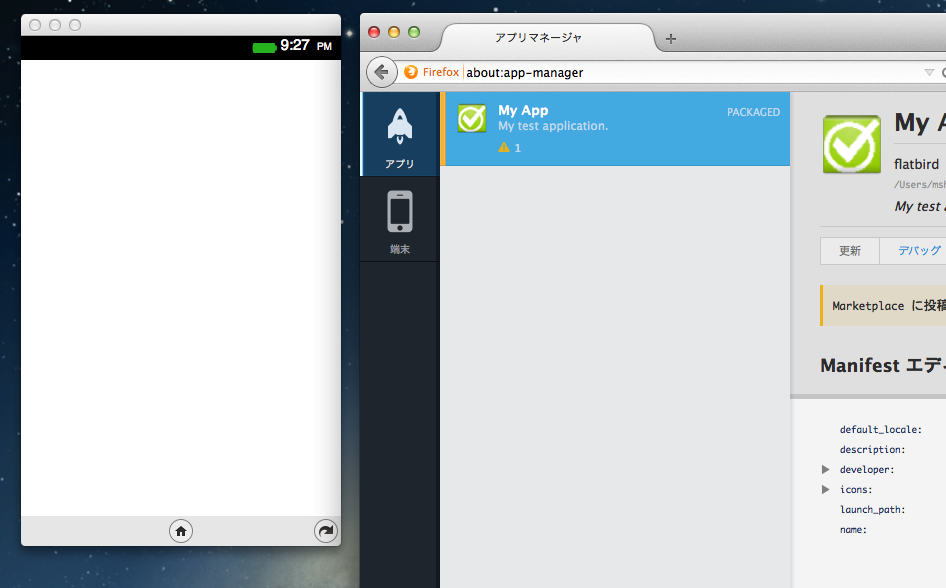 9:27 PM
アプリマネージャ
Firefox about:app-manager
アプリ
端末
My App
PACKAGED
My test application.
1
My A
flatbird
/Users/msh
My test a
更新
デバッグ
Marketplace に投稿
Manifest エディ
default_locale:
description:
developer:
icons:
launch_path:
name: